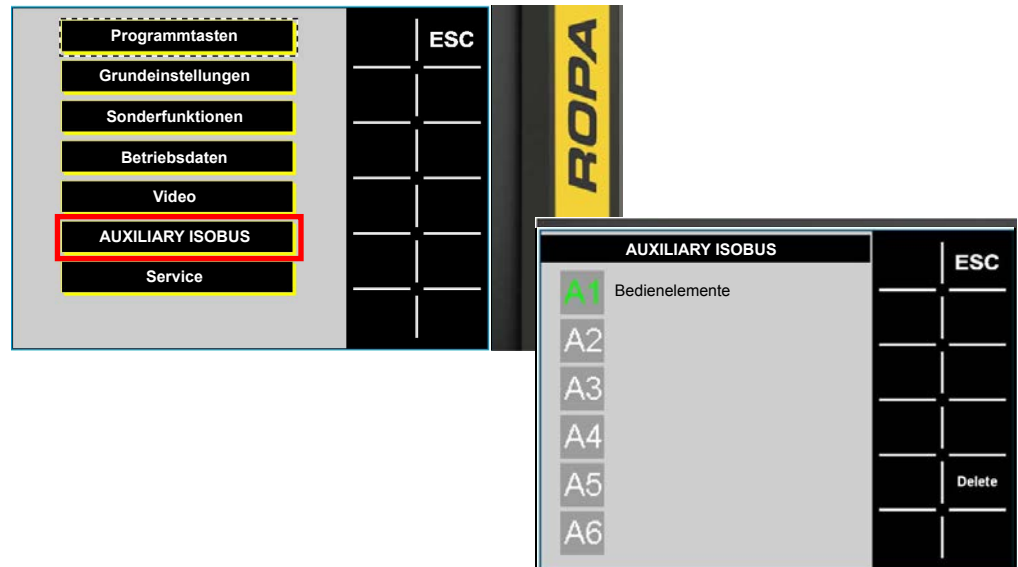 Programmtasten
ESC
Grundeinstellungen
Sonderfunktionen
Betriebsdaten
Video
AUXILIARY ISOBUS
Service
ROPA
AUXILIARY ISOBUS
ESC
A1 Bedienelemente
A2
A3
A4
A5
Delete
A6